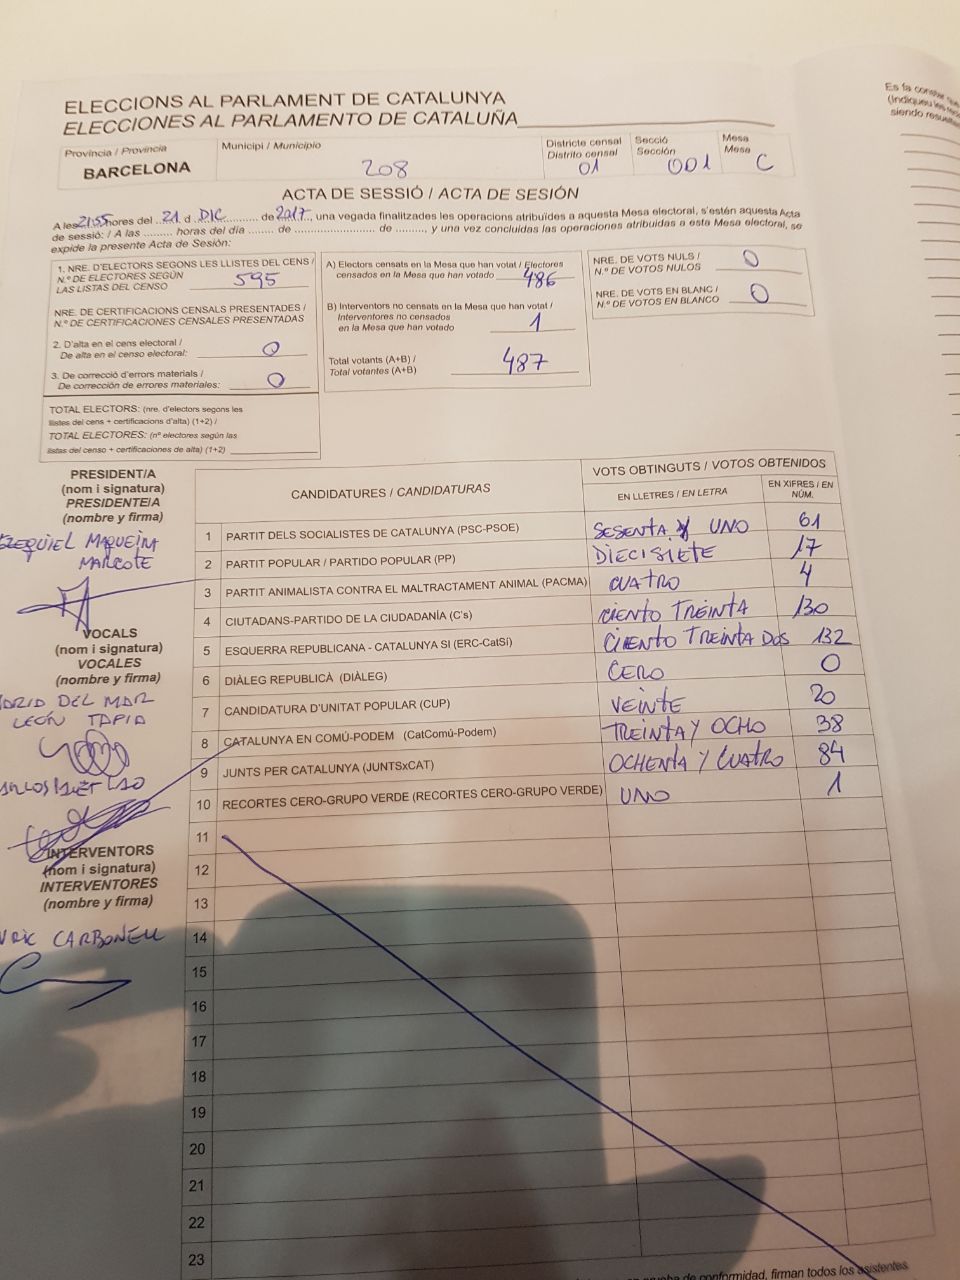 ELECCIONS AL PARLAMENT DE CATALUNYA
ELECCIONES AL PARLAMENTO DE CATALUÑA
Es fa constar que
(Indiqueu les
siendo resuelta
Província / Provincia
BARCELONA
Municipi / Municipio
208
Districte censal
Distrito censal
01
Secció
Sección
001
Mesa
Mesa
C
ACTA DE SESSIÓ / ACTA DE SESIÓN
A les 21:55 hores del 21 d DIC de 2017, una vegada finalitzades les operacions atribuïdes a aquesta Mesa electoral, s'estén aquesta Acta
de sessió: / A las ......... horas del día ........ de ........................ de ........., y una vez concluidas las operaciones atribuidas a esta Mesa electoral, se
expide la presente Acta de Sesión:
1. NRE. D'ELECTORS SEGONS LES LLISTES DEL CENS /
N.º DE ELECTORES SEGÚN
LAS LISTAS DEL CENSO
595
NRE. DE CERTIFICACIONS CENSALS PRESENTADES /
N.º DE CERTIFICACIONES CENSALES PRESENTADAS
2. D'alta en el cens electoral /
De alta en el censo electoral:
0
3. De correcció d'errors materials /
De corrección de errores materiales:
0
TOTAL ELECTORS: (nre. d'electors segons les
llistes del cens + certificacions d'alta) (1+2) /
TOTAL ELECTORES: (nº electores según las
listas del censo + certificaciones de alta) (1+2)
A) Electors censats en la Mesa que han votat / Electores
censados en la Mesa que han votado
486
B) Interventors no censats en la Mesa que han votat /
Interventores no censados
en la Mesa que han votado
1
Total votants (A+B) /
Total votantes (A+B)
487
NRE. DE VOTS NULS /
N.º DE VOTOS NULOS
0
NRE. DE VOTS EN BLANC /
N.º DE VOTOS EN BLANCO
0
PRESIDENT/A
(nom i signatura)
PRESIDENTE/A
(nombre y firma)
EZEQUIEL MAQUEIRA
MARCOTE
VOCALS
(nom i signatura)
VOCALES
(nombre y firma)
DEL MAR
LEÓN TAPIA
INTERVENTORS
(nom i signatura)
INTERVENTORES
(nombre y firma)
CARBONELL
CANDIDATURES / CANDIDATURAS
VOTS OBTINGUTS / VOTOS OBTENIDOS
EN LLETRES / EN LETRA
EN XIFRES / EN NÚM.
1 PARTIT DELS SOCIALISTES DE CATALUNYA (PSC-PSOE) SESENTA Y UNO 61
2 PARTIT POPULAR / PARTIDO POPULAR (PP) DIECISIETE 17
3 PARTIT ANIMALISTA CONTRA EL MALTRACTAMENT ANIMAL (PACMA) CUATRO 4
4 CIUTADANS-PARTIDO DE LA CIUDADANÍA (C's) CIENTO TREINTA 130
5 ESQUERRA REPUBLICANA - CATALUNYA SI (ERC-CatSí) CIENTO TREINTA DOS 132
6 DIÀLEG REPUBLICÀ (DIÀLEG) CERO 0
7 CANDIDATURA D'UNITAT POPULAR (CUP) VEINTE 20
8 CATALUNYA EN COMÚ-PODEM (CatComú-Podem) TREINTA Y OCHO 38
9 JUNTS PER CATALUNYA (JUNTSxCAT) OCHENTA Y CUATRO 84
10 RECORTES CERO-GRUPO VERDE (RECORTES CERO-GRUPO VERDE) UNO 1
11
12
13
14
15
16
17
18
19
20
21
22
23
de conformidad, firman todos los asistentes